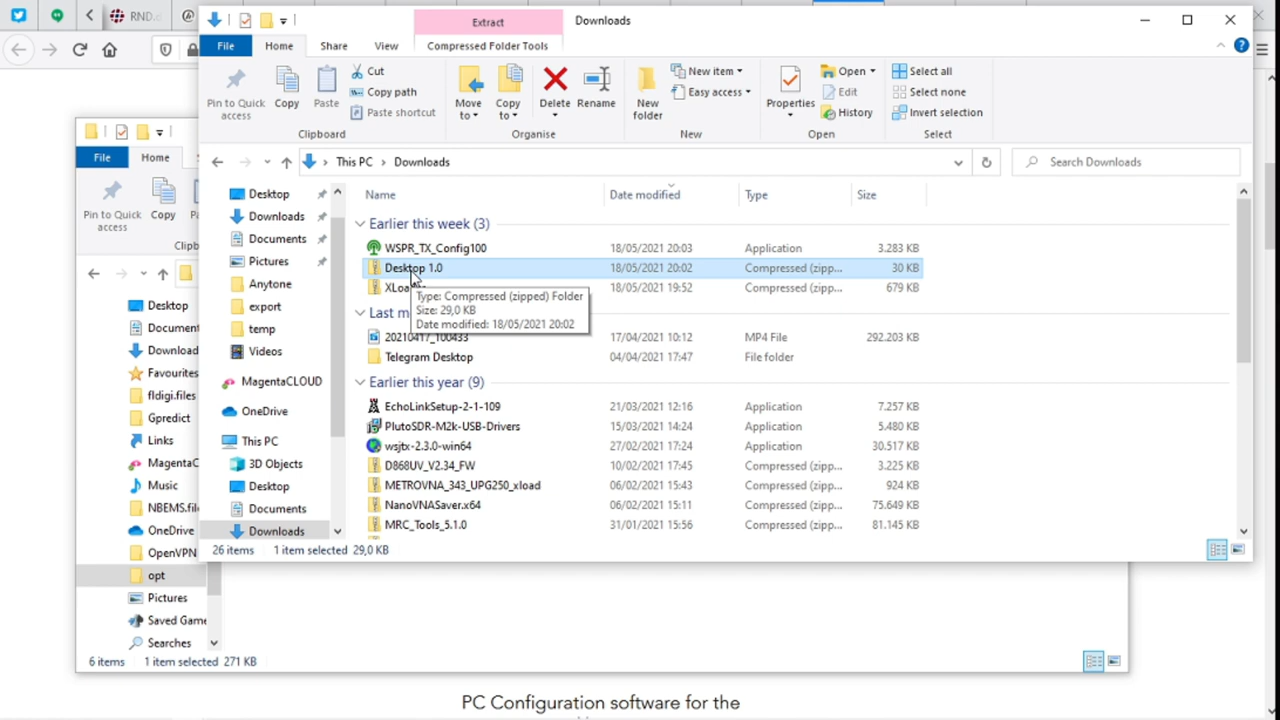 RND.
Extract
Downloads
File
Home
Share
View
Compressed Folder Tools
Pin to Quick access
Copy
Paste
Cut
Copy path
Paste shortcut
Clipboard
Move to
Copy to
Delete
Rename
Organise
New folder
New item
Easy access
New
Properties
Open
Edit
History
Open
Select all
Select none
Invert selection
Select
This PC > Downloads
Search Downloads
Desktop
Downloads
Documents
Pictures
Anytone
export
temp
Videos
MagentaCLOUD
OneDrive
This PC
3D Objects
Desktop
Documents
Downloads
Name Date modified Type Size
Earlier this week (3)
WSPR_TX_Config100 18/05/2021 20:03 Application 3.283 KB
Desktop 1.0 18/05/2021 20:02 Compressed (zipp... 30 KB
XLoa 18/05/2021 19:52 Compressed (zipp... 679 KB
Type: Compressed (zipped) Folder
Size: 29,0 KB
Date modified: 18/05/2021 20:02
Last m
20210417_100433 17/04/2021 10:12 MP4 File 292.203 KB
Telegram Desktop 04/04/2021 17:47 File folder
Earlier this year (9)
EchoLinkSetup-2-1-109 21/03/2021 12:16 Application 7.257 KB
PlutoSDR-M2k-USB-Drivers 15/03/2021 14:24 Application 5.480 KB
wsjtx-2.3.0-win64 27/02/2021 17:24 Application 30.517 KB
D868UV_V2.34_FW 10/02/2021 17:45 Compressed (zipp... 3.225 KB
METROVNA_343_UPG250_xload 06/02/2021 15:43 Compressed (zipp... 924 KB
NanoVNASaver.x64 06/02/2021 15:11 Compressed (zipp... 75.649 KB
MRC_Tools_5.1.0 31/01/2021 15:56 Compressed (zipp... 81.145 KB
26 items 1 item selected 29,0 KB
File
Home
Pin to Quick access
Copy
Pa
Clipb
Desktop
Document
Download
Favourites
fldigi.files
Gpredict
Links
MagentaC
Music
NBEMS.fil
OneDrive
OpenVPN
opt
Pictures
Saved Game
Searches
6 items 1 item selected 271 KB
PC Configuration software for the